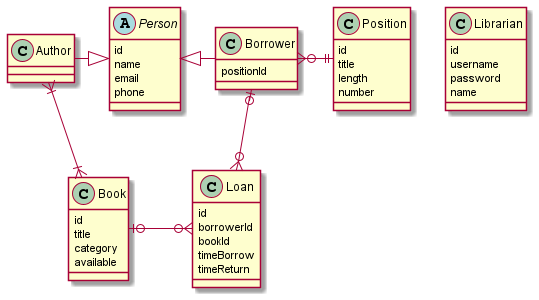 C Author
A Person
id
name
email
phone
C Borrower
positionId
C Position
id
title
length
number
C Librarian
id
username
password
name
C Book
id
title
category
available
C Loan
id
borrowerId
bookId
timeBorrow
timeReturn